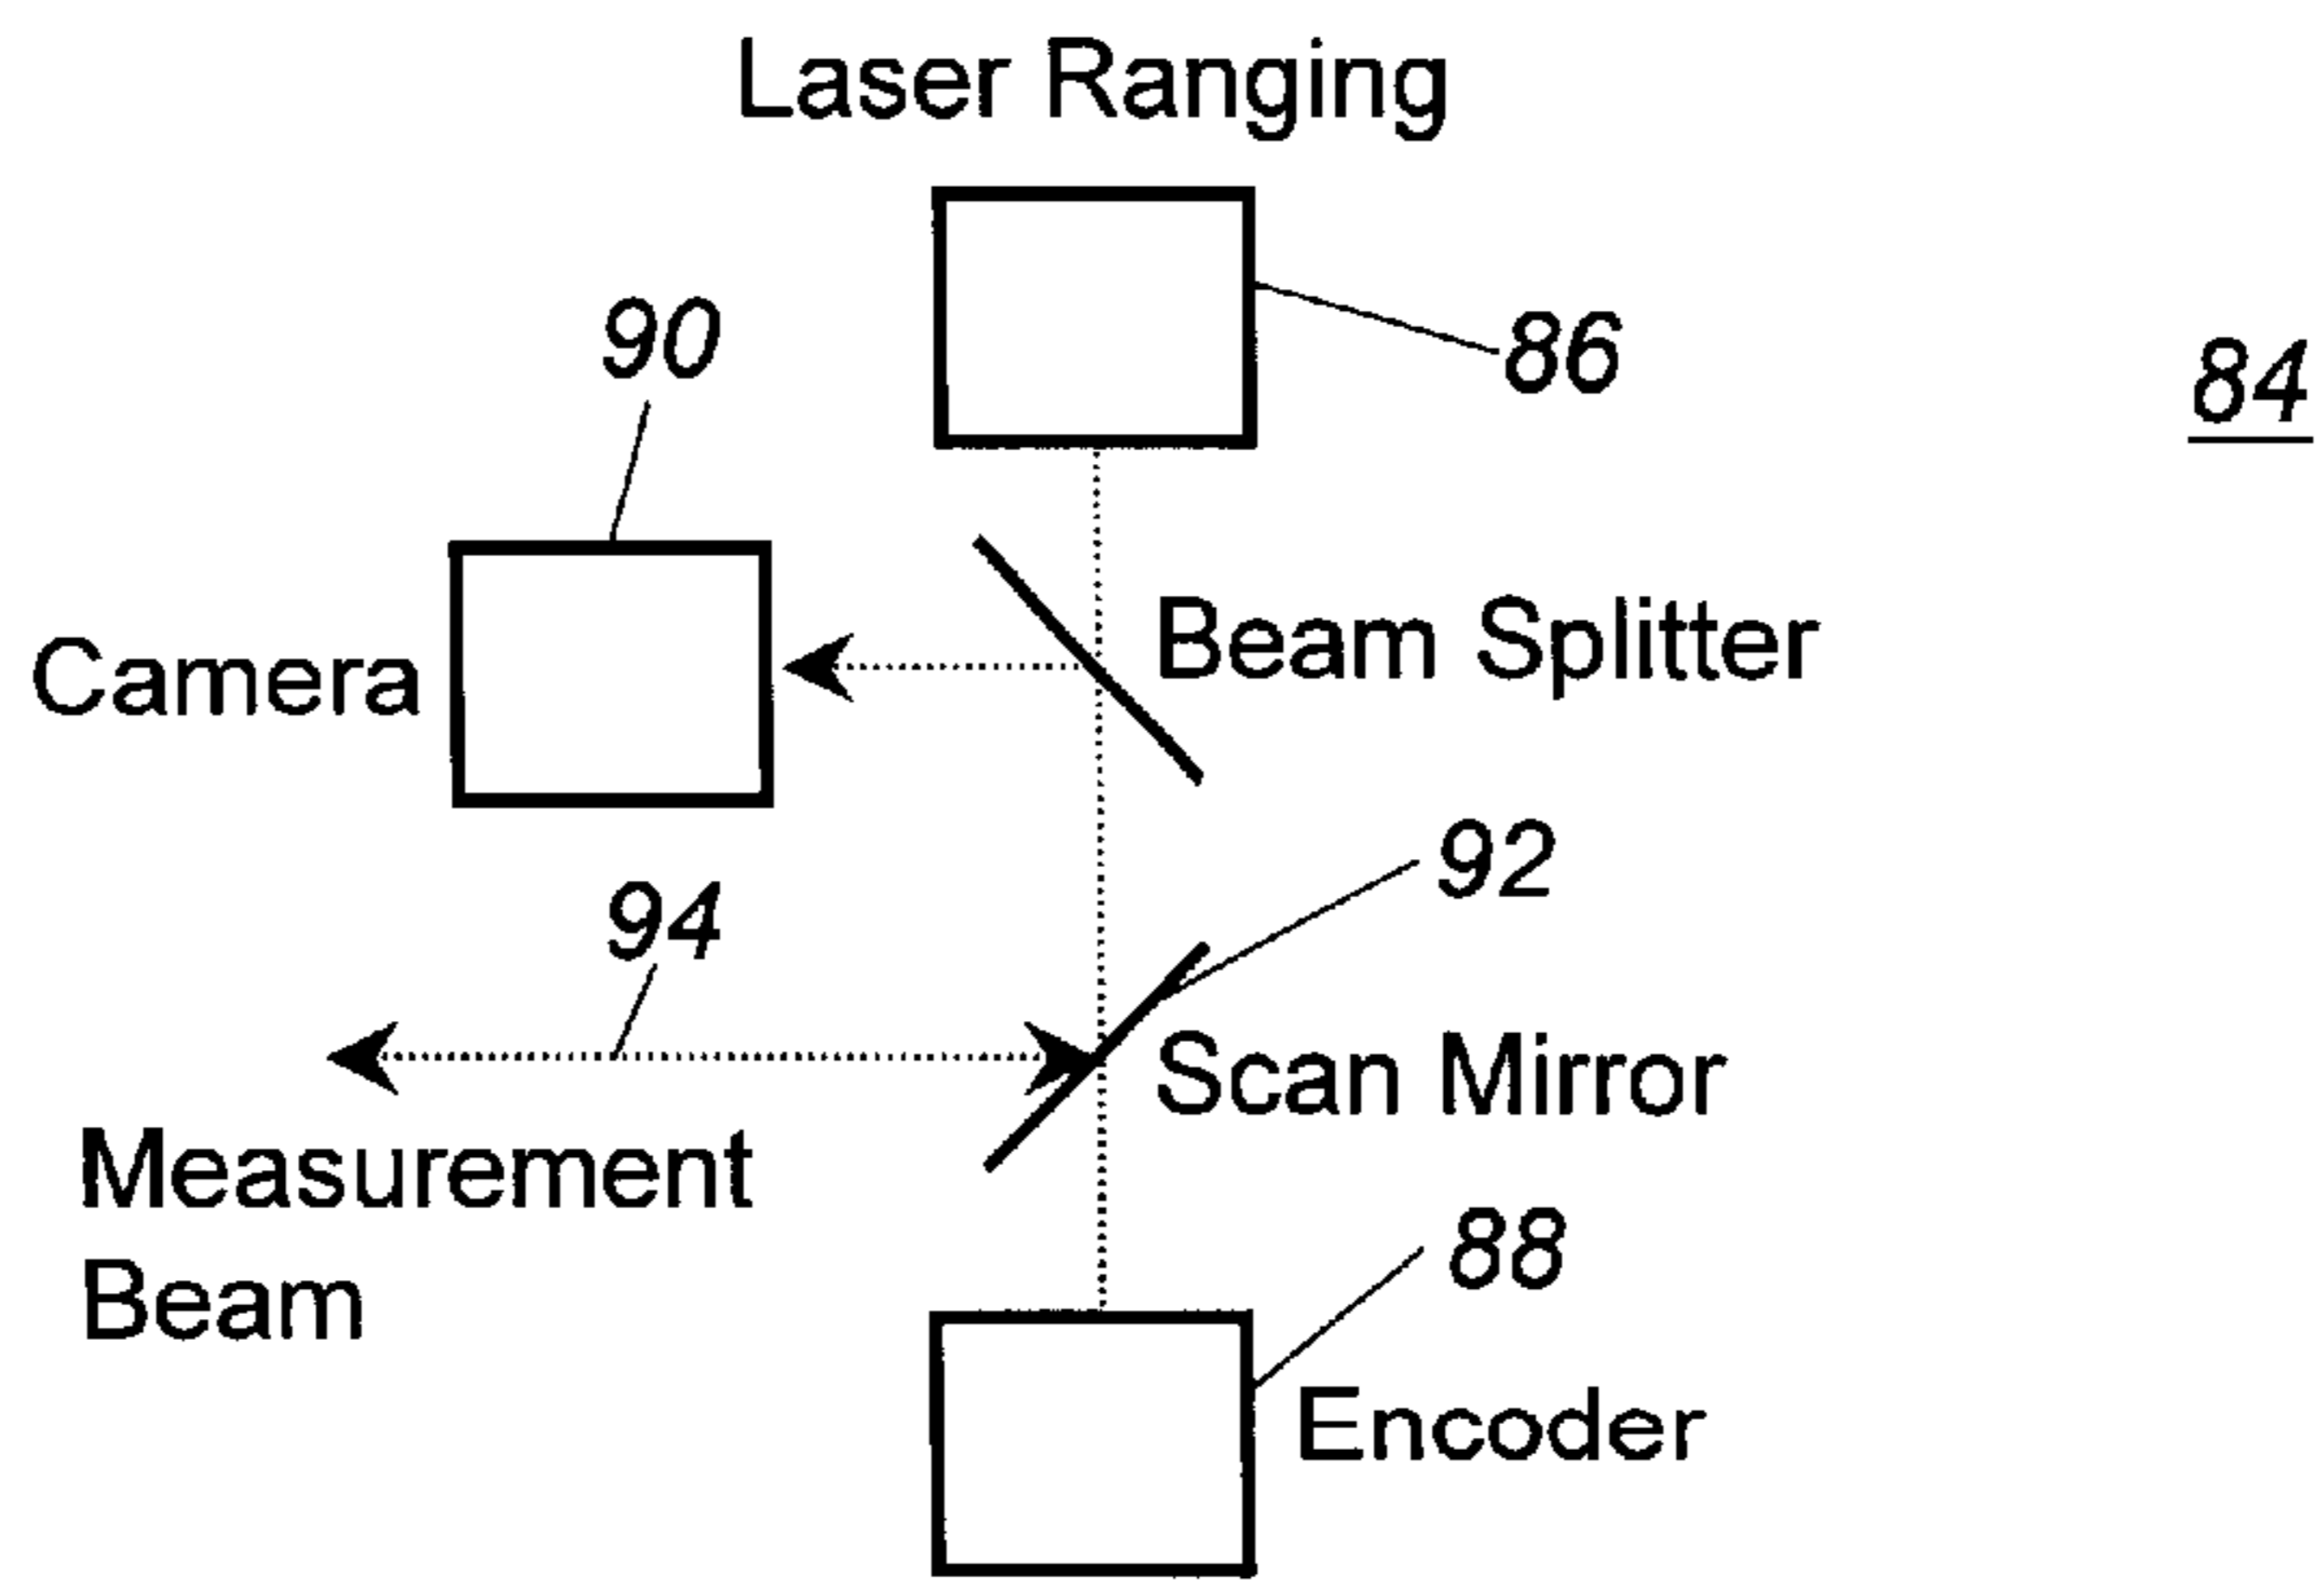 Laser Ranging
90
86
84
Beam Splitter
Camera
92
94
Scan Mirror
Measurement
Beam
88
Encoder